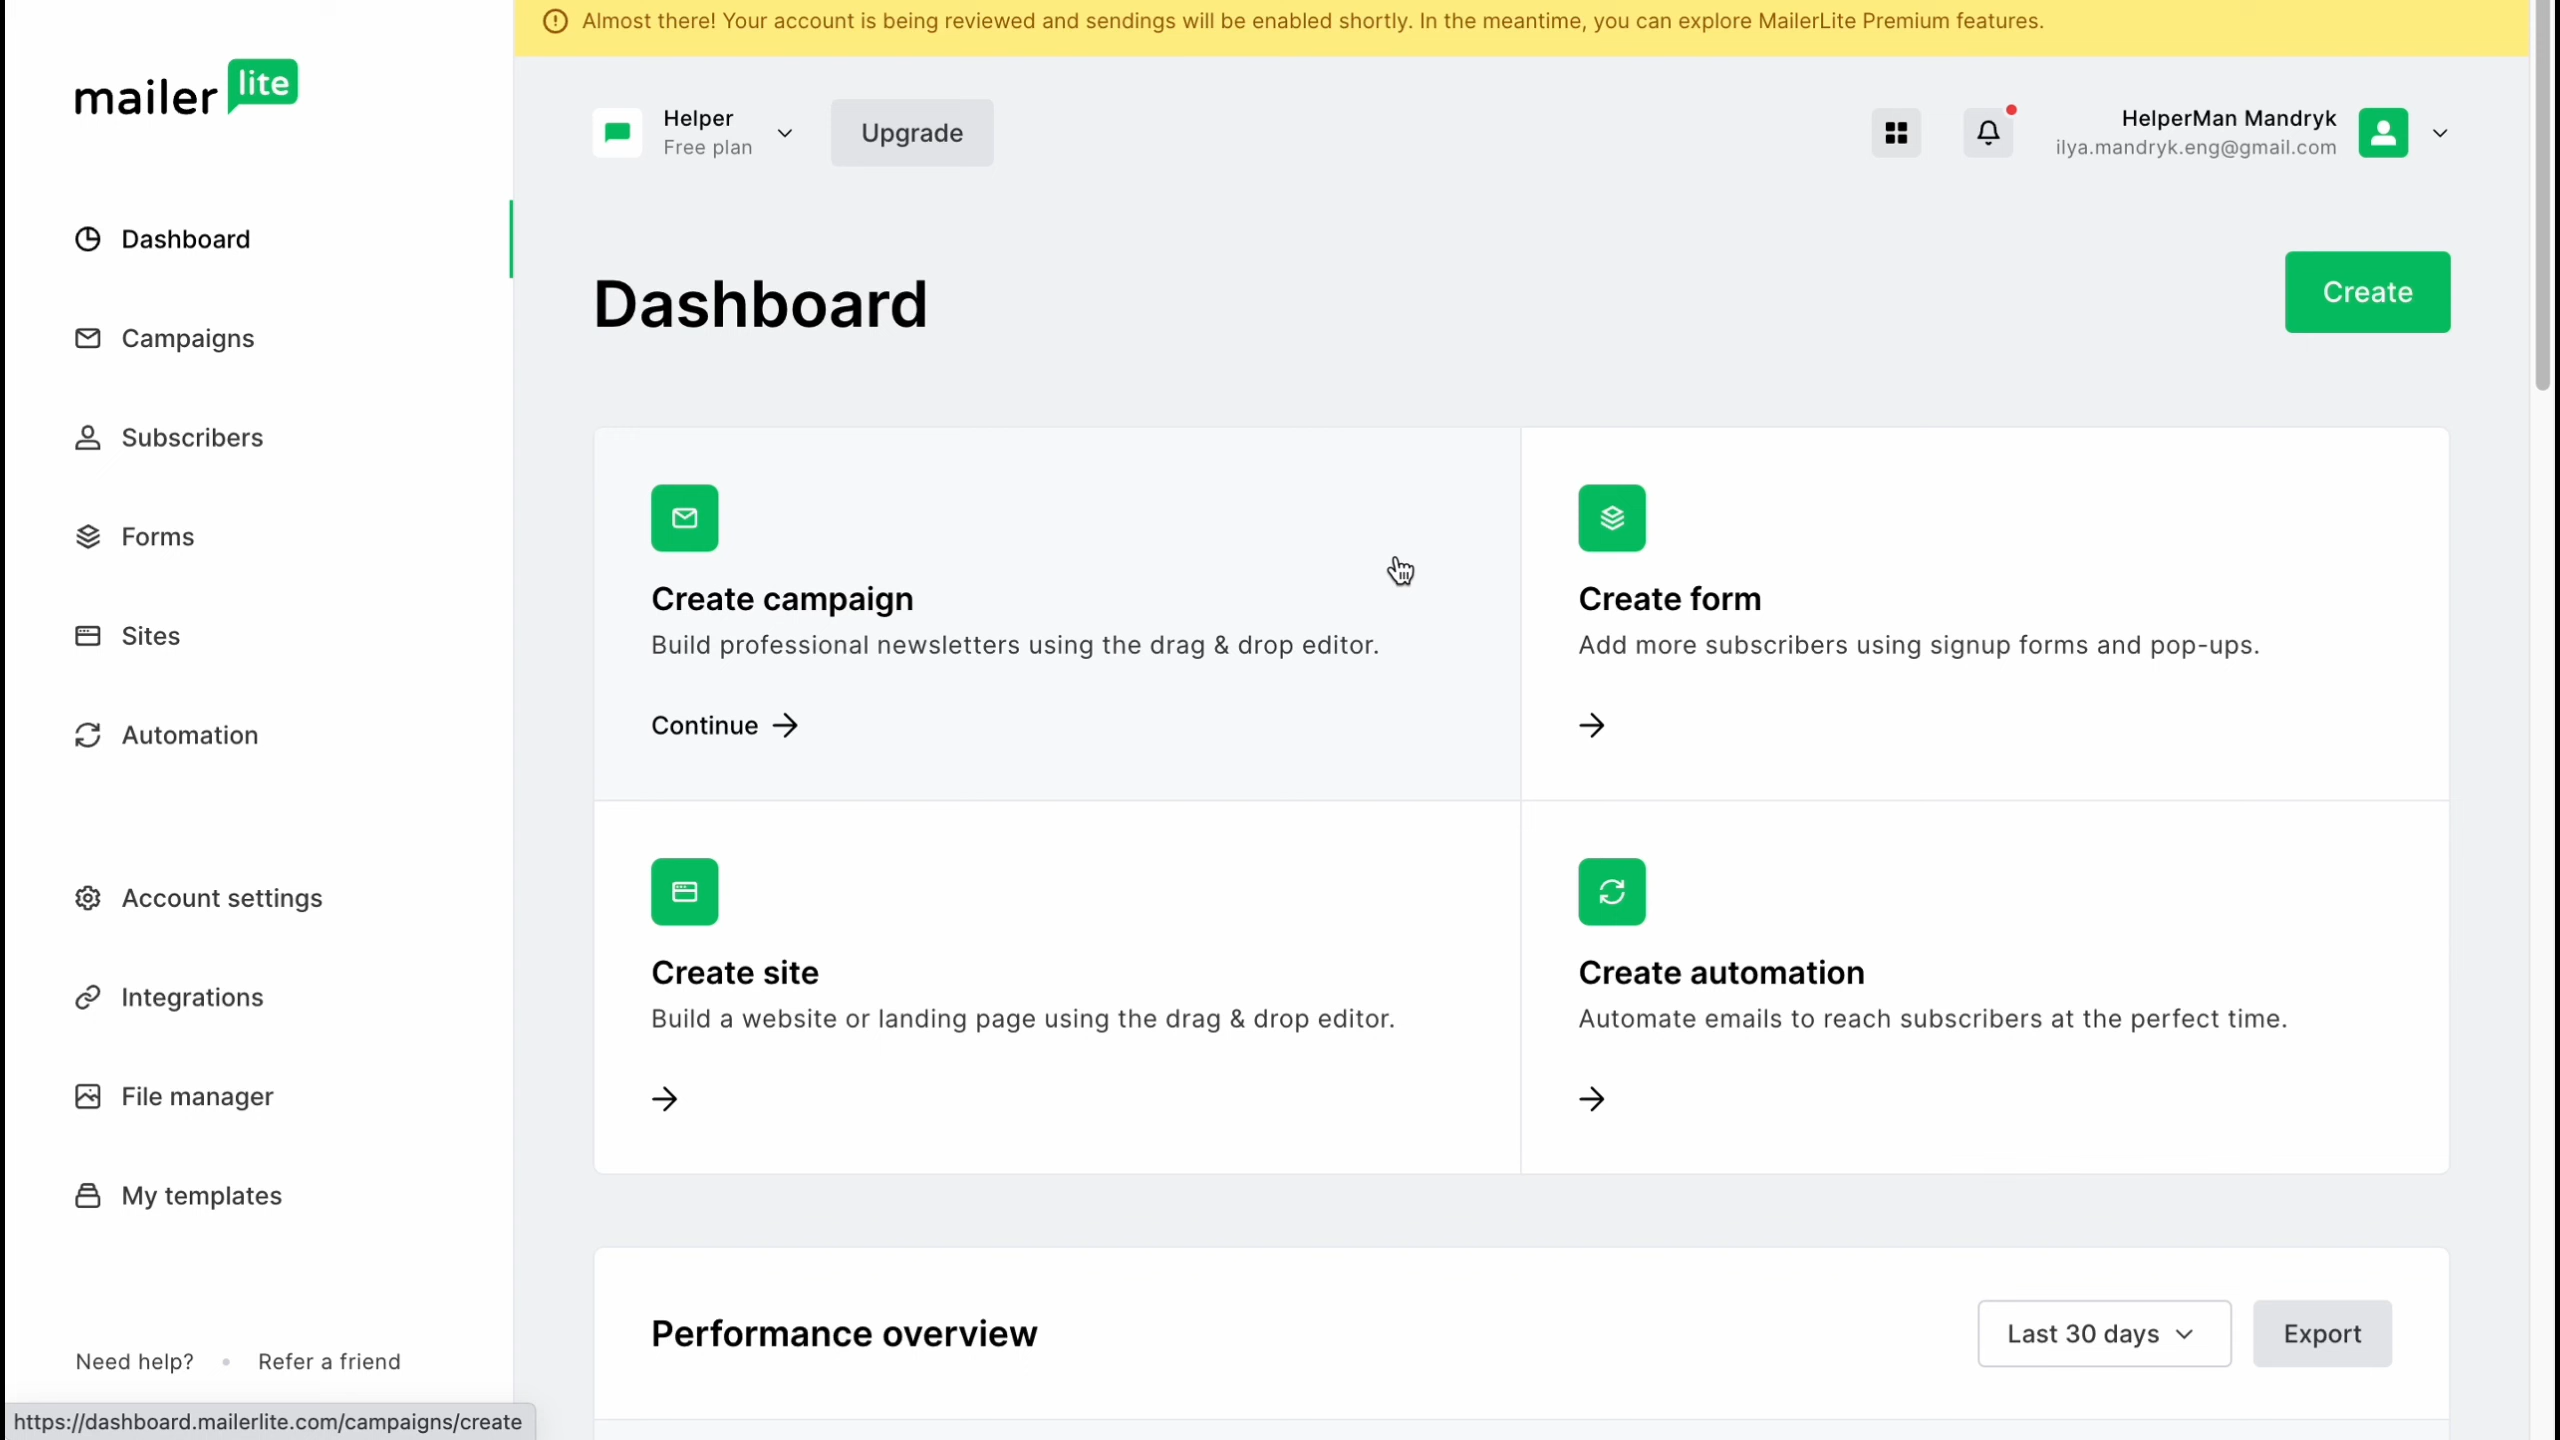 Almost there! Your account is being reviewed and sendings will be enabled shortly. In the meantime, you can explore MailerLite Premium features.
mailer lite
Helper
Free plan
Upgrade
HelperMan Mandryk
ilya.mandryk.eng@gmail.com
Dashboard
Campaigns
Subscribers
Forms
Sites
Automation
Account settings
Integrations
File manager
My templates
Need help? • Refer a friend
https://dashboard.mailerlite.com/campaigns/create
Dashboard
Create
Create campaign
Build professional newsletters using the drag & drop editor.
Continue →
Create form
Add more subscribers using signup forms and pop-ups.
→
Create site
Build a website or landing page using the drag & drop editor.
→
Create automation
Automate emails to reach subscribers at the perfect time.
→
Performance overview
Last 30 days
Export